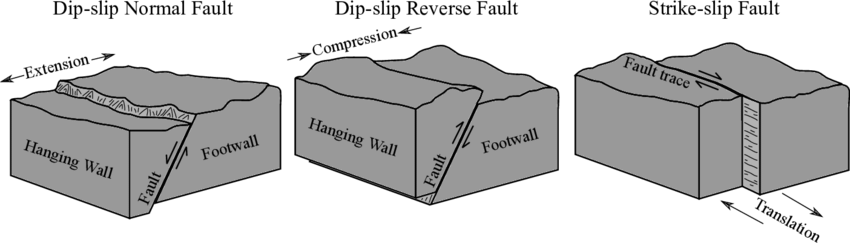 Dip-slip Normal Fault
Extension
Hanging Wall
Fault
Footwall
Dip-slip Reverse Fault
Compression
Hanging Wall
Fault
Footwall
Strike-slip Fault
Fault trace
Translation